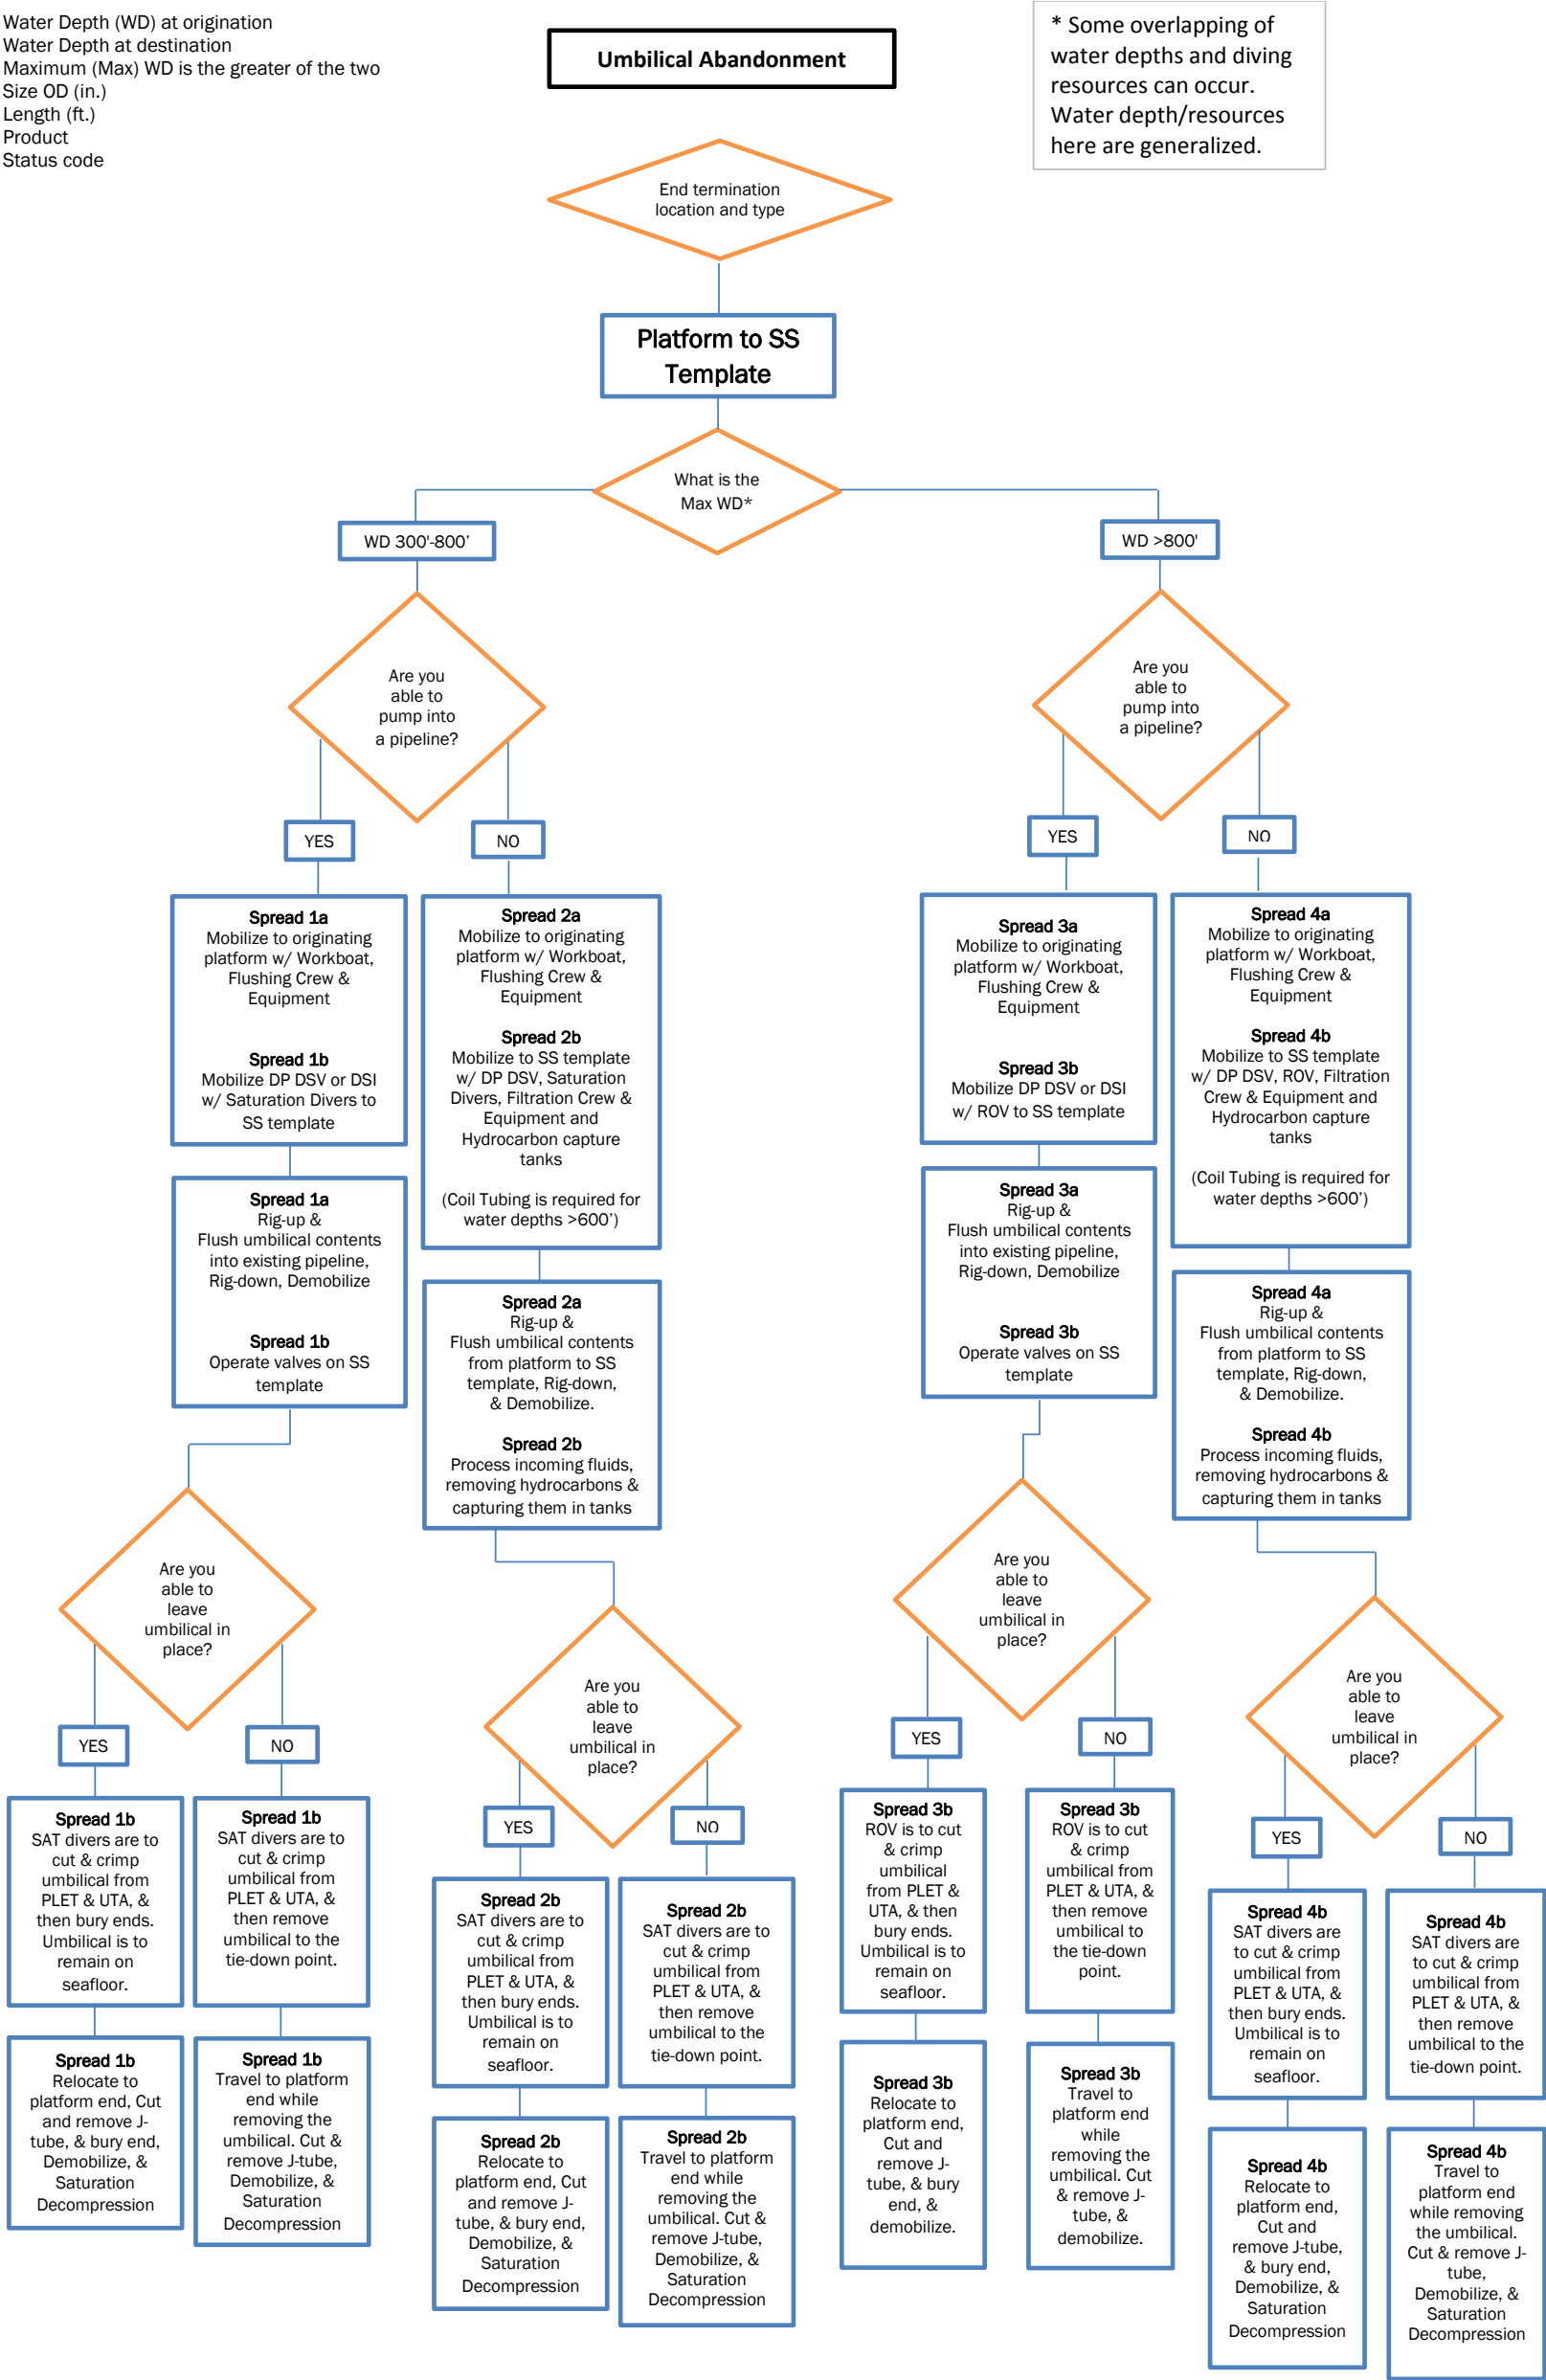 Water Depth (WD) at origination
Water Depth at destination
Maximum (Max) WD is the greater of the two
Size OD (in.)
Length (ft.)
Product
Status code
Umbilical Abandonment
* Some overlapping of
water depths and diving
resources can occur.
Water depth/resources
here are generalized.
End termination
location and type
Platform to SS
Template
What is the
Max WD*
WD 300'-800’
WD >800'
Are you
able to
pump into
a pipeline?
Are you
able to
pump into
a pipeline?
YES
NO
YES
NO
Spread 1a
Mobilize to originating
platform w/ Workboat,
Flushing Crew &
Equipment
Spread 1b
Mobilize DP DSV or DSI
w/ Saturation Divers to
SS template
Spread 2a
Mobilize to originating
platform w/ Workboat,
Flushing Crew &
Equipment
Spread 2b
Mobilize to SS template
w/ DP DSV, Saturation
Divers, Filtration Crew &
Equipment and
Hydrocarbon capture
tanks
(Coil Tubing is required for
water depths >600’)
Spread 3a
Mobilize to originating
platform w/ Workboat,
Flushing Crew &
Equipment
Spread 3b
Mobilize DP DSV or DSI
w/ ROV to SS template
Spread 4a
Mobilize to originating
platform w/ Workboat,
Flushing Crew &
Equipment
Spread 4b
Mobilize to SS template
w/ DP DSV, ROV, Filtration
Crew & Equipment and
Hydrocarbon capture
tanks
(Coil Tubing is required for
water depths >600’)
Spread 1a
Rig-up &
Flush umbilical contents
into existing pipeline,
Rig-down, Demobilize
Spread 1b
Operate valves on SS
template
Spread 2a
Rig-up &
Flush umbilical contents
from platform to SS
template, Rig-down,
& Demobilize.
Spread 2b
Process incoming fluids,
removing hydrocarbons &
capturing them in tanks
Spread 3a
Rig-up &
Flush umbilical contents
into existing pipeline,
Rig-down, Demobilize
Spread 3b
Operate valves on SS
template
Spread 4a
Rig-up &
Flush umbilical contents
from platform to SS
template, Rig-down,
& Demobilize.
Spread 4b
Process incoming fluids,
removing hydrocarbons &
capturing them in tanks
Are you
able to
leave
umbilical in
place?
Are you
able to
leave
umbilical in
place?
Are you
able to
leave
umbilical in
place?
Are you
able to
leave
umbilical in
place?
YES
NO
YES
NO
YES
NO
YES
NO
Spread 1b
SAT divers are to
cut & crimp
umbilical from
PLET & UTA, &
then bury ends.
Umbilical is to
remain on
seafloor.
Spread 1b
SAT divers are to
cut & crimp
umbilical from
PLET & UTA, &
then remove
umbilical to the
tie-down point.
Spread 2b
SAT divers are to
cut & crimp
umbilical from
PLET & UTA, &
then bury ends.
Umbilical is to
remain on
seafloor.
Spread 2b
SAT divers are to
cut & crimp
umbilical from
PLET & UTA, &
then remove
umbilical to the
tie-down point.
Spread 3b
ROV is to cut
& crimp
umbilical
from PLET &
UTA, & then
bury ends.
Umbilical is to
remain on
seafloor.
Spread 3b
ROV is to cut
& crimp
umbilical from
PLET & UTA, &
then remove
umbilical to
the tie-down
point.
Spread 4b
SAT divers are
to cut & crimp
umbilical from
PLET & UTA, &
then bury ends.
Umbilical is to
remain on
seafloor.
Spread 4b
SAT divers are
to cut & crimp
umbilical from
PLET & UTA, &
then remove
umbilical to the
tie-down point.
Spread 1b
Relocate to
platform end, Cut
and remove J-
tube, & bury end,
Demobilize, &
Saturation
Decompression
Spread 1b
Travel to platform
end while
removing the
umbilical. Cut &
remove J-tube,
Demobilize, &
Saturation
Decompression
Spread 2b
Relocate to
platform end, Cut
and remove J-
tube, & bury end,
Demobilize, &
Saturation
Decompression
Spread 2b
Travel to platform
end while
removing the
umbilical. Cut &
remove J-tube,
Demobilize, &
Saturation
Decompression
Spread 3b
Relocate to
platform end,
Cut and
remove J-
tube, & bury
end, &
demobilize.
Spread 3b
Travel to
platform end
while
removing the
umbilical. Cut
& remove J-
tube, &
demobilize.
Spread 4b
Relocate to
platform end,
Cut and
remove J-tube,
& bury end,
Demobilize, &
Saturation
Decompression
Spread 4b
Travel to
platform end
while removing
the umbilical.
Cut & remove J-
tube,
Demobilize, &
Saturation
Decompression